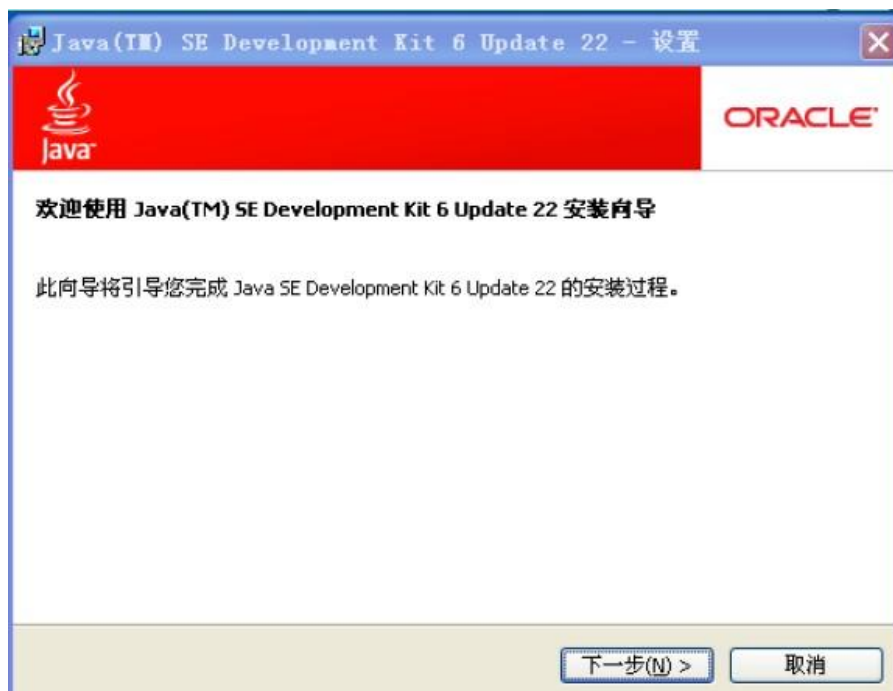 Java(TM) SE Development Kit 6 Update 22 - 设置
Java™
ORACLE®
欢迎使用 Java(TM) SE Development Kit 6 Update 22 安装向导
此向导将引导您完成 Java SE Development Kit 6 Update 22 的安装过程。
下一步(N) >
取消